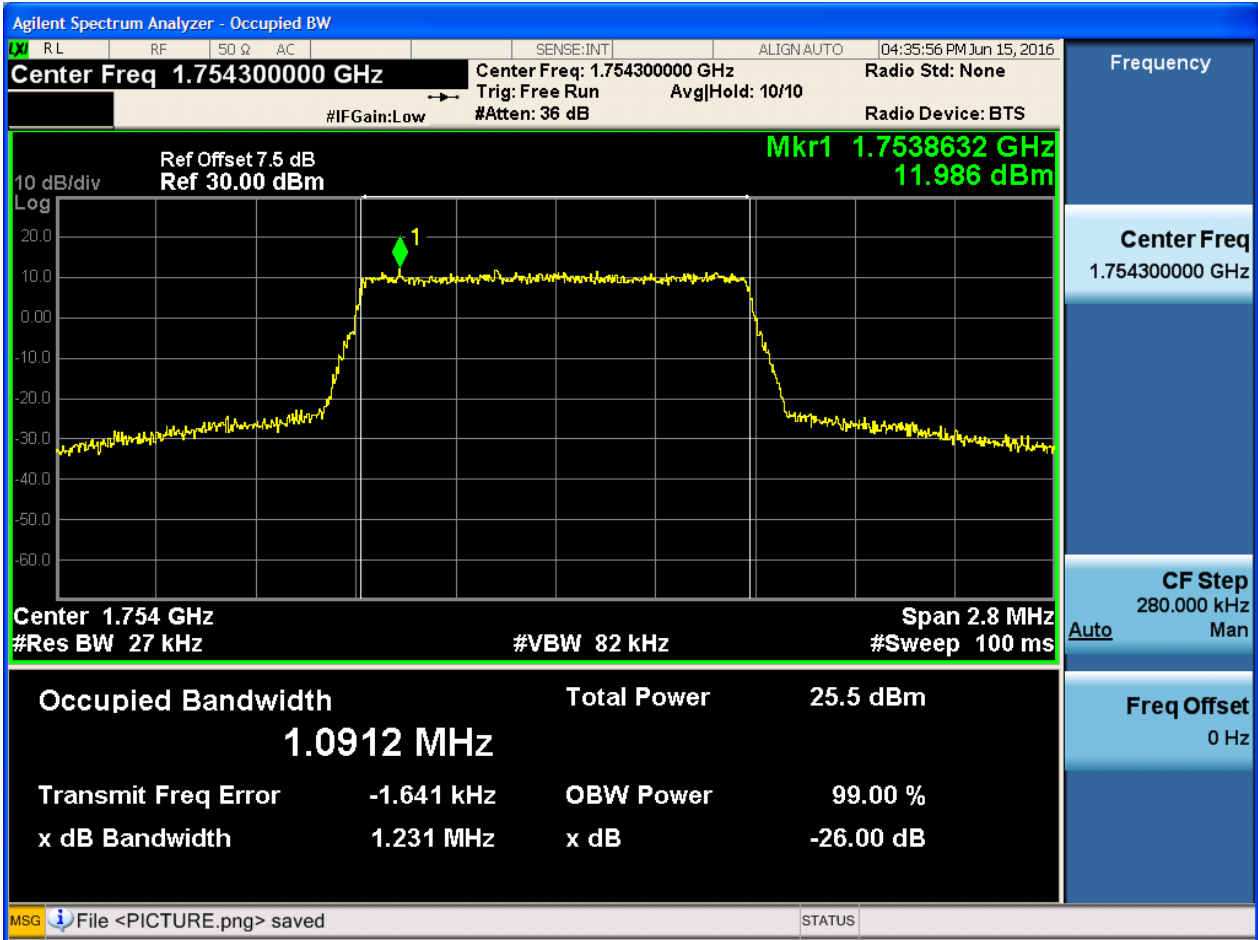 Agilent Spectrum Analyzer - Occupied BW
LXI RL RF 50 Ω AC SENSE:INT ALIGN AUTO 04:35:56 PM Jun 15, 2016
Center Freq 1.754300000 GHz
Center Freq: 1.754300000 GHz Radio Std: None
Trig: Free Run Avg|Hold: 10/10
#IFGain:Low #Atten: 36 dB Radio Device: BTS
Mkr1 1.7538632 GHz
11.986 dBm
Ref Offset 7.5 dB
10 dB/div Ref 30.00 dBm
Log
20.0
10.0
0.00
-10.0
-20.0
-30.0
-40.0
-50.0
-60.0
1
Center 1.754 GHz Span 2.8 MHz
#Res BW 27 kHz #VBW 82 kHz #Sweep 100 ms
Occupied Bandwidth Total Power 25.5 dBm
1.0912 MHz
Transmit Freq Error -1.641 kHz OBW Power 99.00 %
x dB Bandwidth 1.231 MHz x dB -26.00 dB
Frequency
Center Freq
1.754300000 GHz
CF Step
280.000 kHz
Auto Man
Freq Offset
0 Hz
MSG File <PICTURE.png> saved STATUS